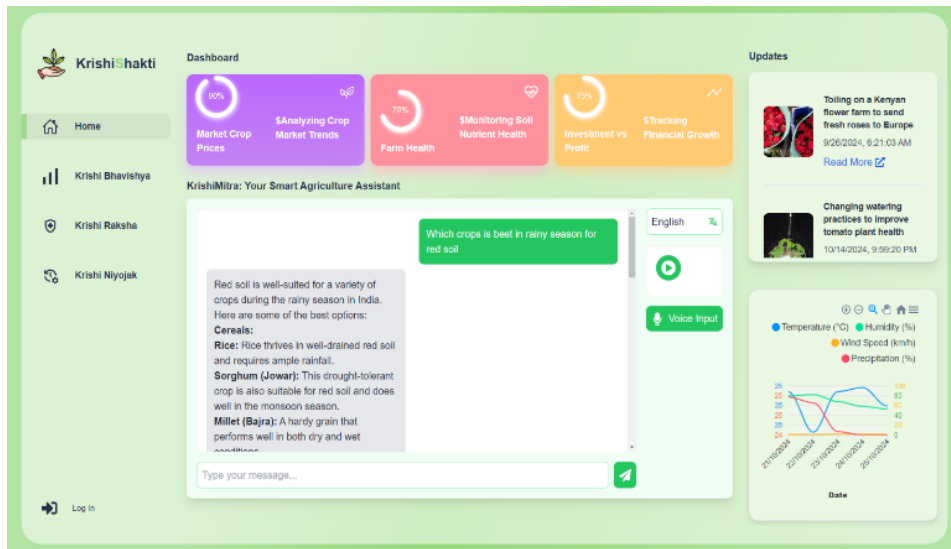 KrishiShakti
Home
Krishi Bhavishya
Krishi Raksha
Krishi Niyojak
Log In
Dashboard
90%
Market Crop
Prices
$Analyzing Crop
Market Trends
70%
Farm Health
$Monitoring Soil
Nutrient Health
75%
Investment vs
Profit
$Tracking
Financial Growth
KrishiMitra: Your Smart Agriculture Assistant
Which crops is best in rainy season for
red soil
Red soil is well-suited for a variety of
crops during the rainy season in India.
Here are some of the best options:
Cereals:
Rice: Rice thrives in well-drained red soil
and requires ample rainfall.
Sorghum (Jowar): This drought-tolerant
crop is also suitable for red soil and does
well in the monsoon season.
Millet (Bajra): A hardy grain that
performs well in both dry and wet
conditions.
English
Voice Input
Type your message...
Updates
Toiling on a Kenyan
flower farm to send
fresh roses to Europe
9/26/2024, 6:21:03 AM
Read More
Changing watering
practices to improve
tomato plant health
10/14/2024, 9:59:20 PM
Temperature (°C) Humidity (%)
Wind Speed (km/h)
Precipitation (%)
100
80
60
40
20
0
24
21/10/2024
22/10/2024
23/10/2024
24/10/2024
25/10/2024
Date